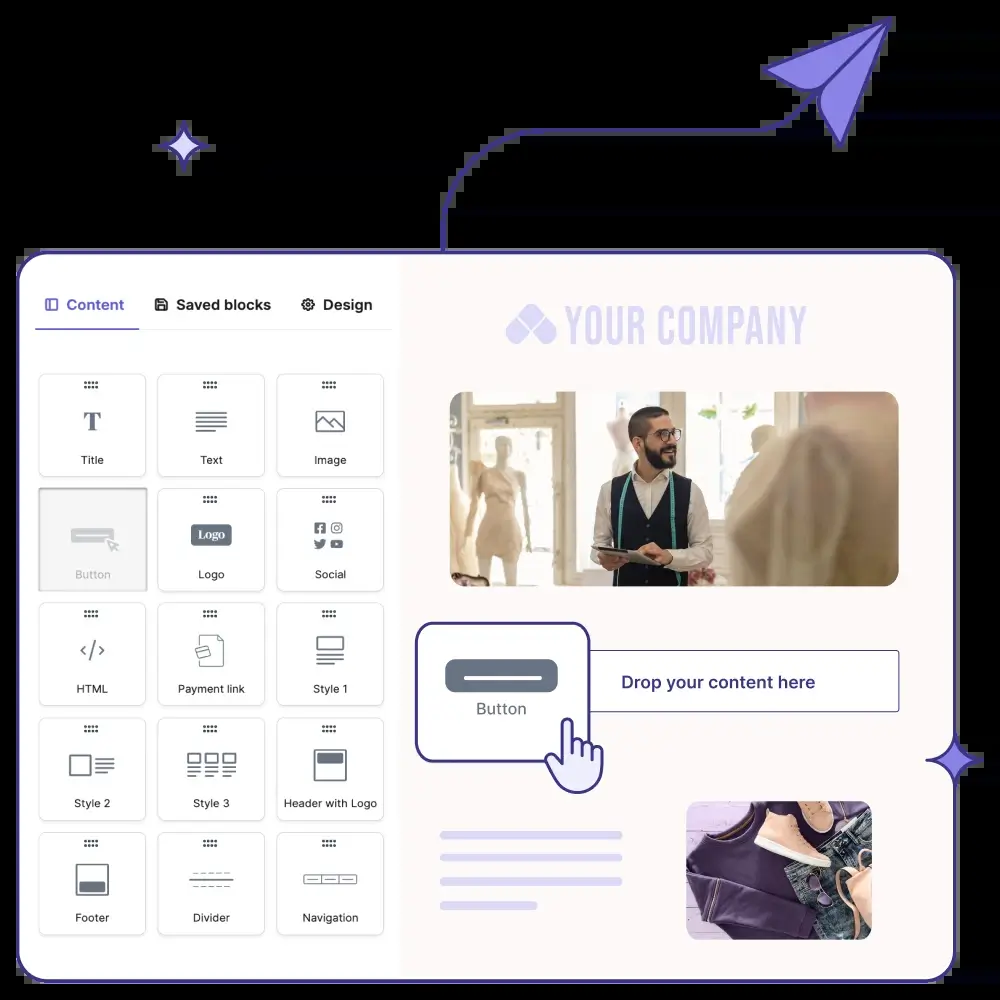 Content
Saved blocks
Design
YOUR COMPANY
Title
Text
Image
Button
Logo
Logo
Social
HTML
Payment link
Style 1
Button
Drop your content here
Style 2
Style 3
Header with Logo
Footer
Divider
Navigation